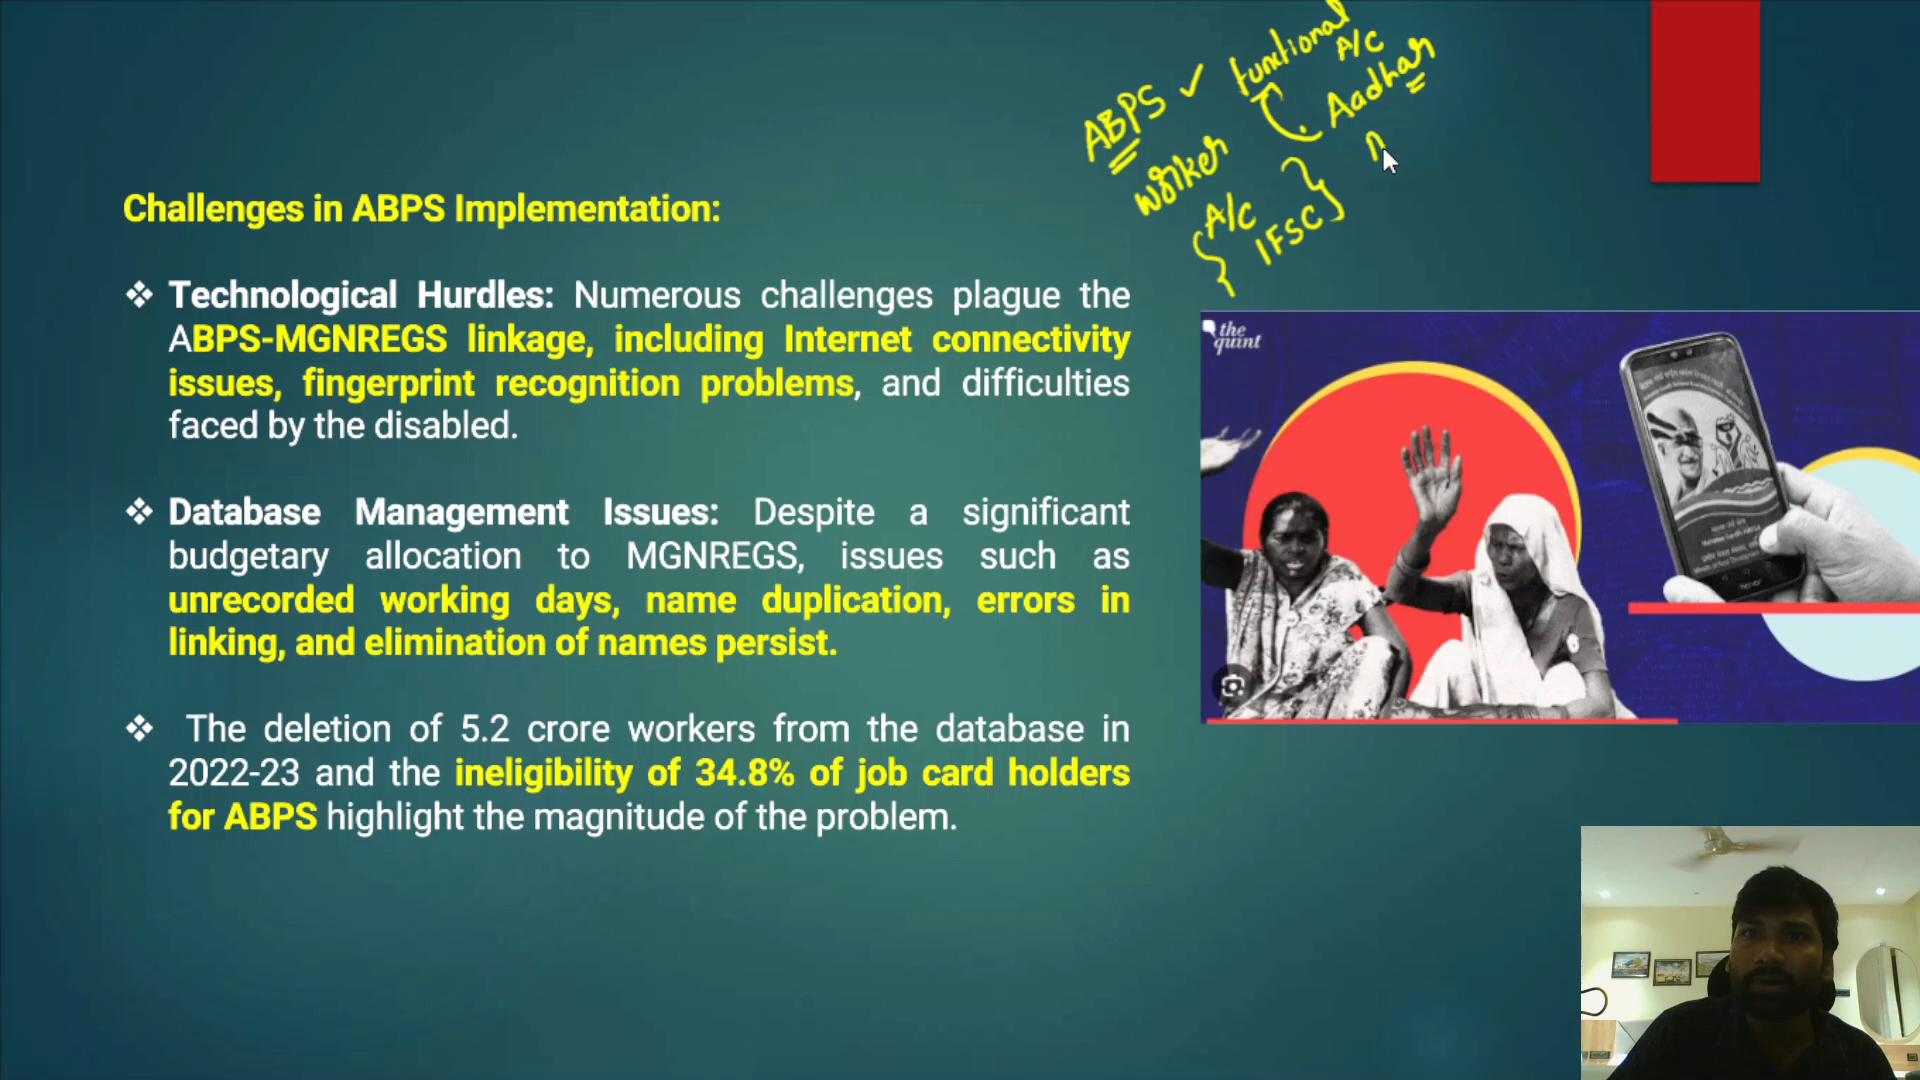 ABPS ✓ functional
A/C
Aadhar
worker
A/C
IFSC
Challenges in ABPS Implementation:
❖ Technological Hurdles: Numerous challenges plague the
ABPS-MGNREGS linkage, including Internet connectivity
issues, fingerprint recognition problems, and difficulties
faced by the disabled.
❖ Database Management Issues: Despite a significant
budgetary allocation to MGNREGS, issues such as
unrecorded working days, name duplication, errors in
linking, and elimination of names persist.
❖ The deletion of 5.2 crore workers from the database in
2022-23 and the ineligibility of 34.8% of job card holders
for ABPS highlight the magnitude of the problem.
the
quint